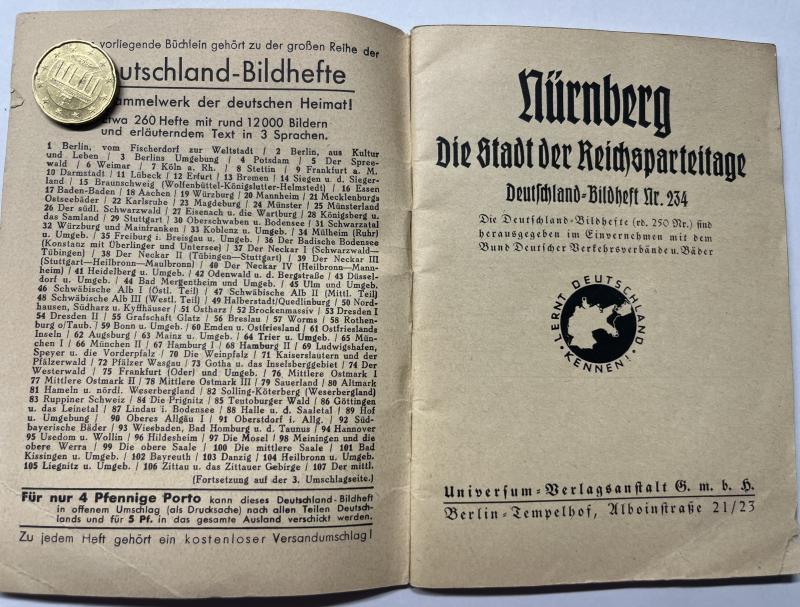 vorliegende Büchlein gehört zu der großen Reihe der
utschland-Bildhefte
ammelwerk der deutschen Heimat!
twa 260 Hefte mit rund 12000 Bildern
und erläuterndem Text in 3 Sprachen.
1 Berlin, vom Fischerdorf zur Weltstadt / 2 Berlin, aus Kultur
und Leben / 3 Berlins Umgebung / 4 Potsdam / 5 Der Spree-
wald / 6 Weimar / 7 Köln a. Rh. / 8 Stettin / 9 Frankfurt a. M.
10 Darmstadt / 11 Lübeck / 12 Erfurt / 13 Bremen / 14 Siegen u. d. Sieger-
land / 15 Braunschweig (Wolfenbüttel-Königslutter-Helmstedt) / 16 Essen
17 Baden-Baden / 18 Aachen / 19 Würzburg / 20 Mannheim / 21 Mecklenburgs
Ostseebäder / 22 Karlsruhe / 23 Magdeburg / 24 Münster / 25 Münsterland
26 Der südl. Schwarzwald / 27 Eisenach u. die Wartburg / 28 Königsberg u.
das Samland / 29 Stuttgart / 30 Oberschwaben u. Bodensee / 31 Schwarzatal
32 Würzburg und Mainfranken / 33 Koblenz u. Umgeb. / 34 Mülheim (Ruhr)
u. Umgeb. / 35 Freiburg i. Breisgau u. Umgeb. / 36 Der Badische Bodensee
(Konstanz mit Überlinger und Untersee) / 37 Der Neckar I (Schwarzwald—
Tübingen) / 38 Der Neckar II (Tübingen—Stuttgart) / 39 Der Neckar III
(Stuttgart—Heilbronn—Maulbronn) / 40 Der Neckar IV (Heilbronn—Mann-
heim) / 41 Heidelberg u. Umgeb. / 42 Odenwald u. d. Bergstraße / 43 Düssel-
dorf u. Umgeb. / 44 Bad Mergentheim und Umgeb. / 45 Ulm und Umgeb.
46 Schwäbische Alb I (Östl. Teil) / 47 Schwäbische Alb II (Mittl. Teil)
48 Schwäbische Alb III (Westl. Teil) / 49 Halberstadt/Quedlinburg / 50 Nord-
hausen, Südharz u. Kyffhäuser / 51 Ostharz / 52 Brockenmassiv / 53 Dresden I
54 Dresden II / 55 Grafschaft Glatz / 56 Breslau / 57 Worms / 58 Rothen-
burg o/Taub. / 59 Bonn u. Umgeb. / 60 Emden u. Ostfriesland / 61 Ostfrieslands
Inseln / 62 Augsburg / 63 Mainz u. Umgeb. / 64 Trier u. Umgeb. / 65 Mün-
chen I / 66 München II / 67 Hamburg I / 68 Hamburg II / 69 Ludwigshafen,
Speyer u. die Vorderpfalz / 70 Die Weinpfalz / 71 Kaiserslautern und der
Pfälzerwald / 72 Pfälzer Wasgau / 73 Gotha u. das Inselsberggebiet / 74 Der
Westerwald / 75 Frankfurt (Oder) und Umgeb. / 76 Mittlere Ostmark I
77 Mittlere Ostmark II / 78 Mittlere Ostmark III / 79 Sauerland / 80 Altmark
81 Hameln u. nördl. Weserbergland / 82 Solling-Köterberg (Weserbergland)
83 Ruppiner Schweiz / 84 Die Prignitz / 85 Teutoburger Wald / 86 Göttingen
u. das Leinetal / 87 Lindau i. Bodensee / 88 Halle u. d. Saaletal / 89 Hof
u. Umgebung / 90 Oberes Allgäu I / 91 Oberstdorf i. Allg. / 92 Süd-
bayerische Bäder / 93 Wiesbaden, Bad Homburg u. d. Taunus / 94 Hannover
95 Usedom u. Wollin / 96 Hildesheim / 97 Die Mosel / 98 Meiningen und die
obere Werra / 99 Die obere Saale / 100 Die mittlere Saale / 101 Bad
Kissingen u. Umgeb. / 102 Bayreuth / 103 Danzig / 104 Heilbronn u. Umgeb.
105 Liegnitz u. Umgeb. / 106 Zittau u. das Zittauer Gebirge / 107 Der mittl.
(Fortsetzung auf der 3. Umschlagseite.)
Für nur 4 Pfennige Porto kann dieses Deutschland-Bildheft
in offenem Umschlag (als Drucksache) nach allen Teilen Deutsch-
lands und für 5 Pf. in das gesamte Ausland verschickt werden.
Zu jedem Heft gehört ein kostenloser Versandumschlag!
Nürnberg
Die Stadt der Reichsparteitage
Deutschland-Bildheft Nr. 234
Die Deutschland-Bildhefte (rd. 250 Nr.) sind
herausgegeben im Einvernehmen mit dem
Bund Deutscher Verkehrsverbände u. Bäder
LERNT DEUTSCHLAND KENNEN!
Universum-Verlagsanstalt G. m. b. H.
Berlin-Tempelhof, Alboinstraße 21/23